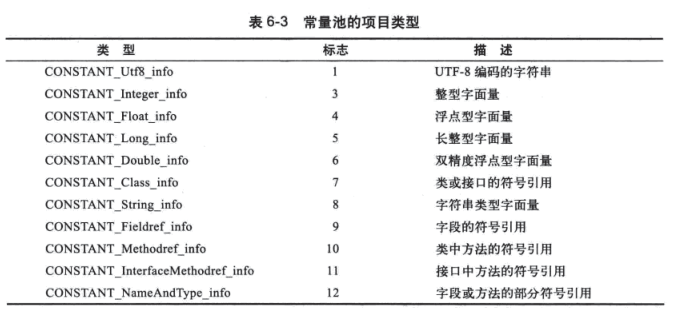 表 6-3 常量池的项目类型
类 型 标志 描 述
CONSTANT_Utf8_info 1 UTF-8 编码的字符串
CONSTANT_Integer_info 3 整型字面量
CONSTANT_Float_info 4 浮点型字面量
CONSTANT_Long_info 5 长整型字面量
CONSTANT_Double_info 6 双精度浮点型字面量
CONSTANT_Class_info 7 类或接口的符号引用
CONSTANT_String_info 8 字符串类型字面量
CONSTANT_Fieldref_info 9 字段的符号引用
CONSTANT_Methodref_info 10 类中方法的符号引用
CONSTANT_InterfaceMethodref_info 11 接口中方法的符号引用
CONSTANT_NameAndType_info 12 字段或方法的部分符号引用